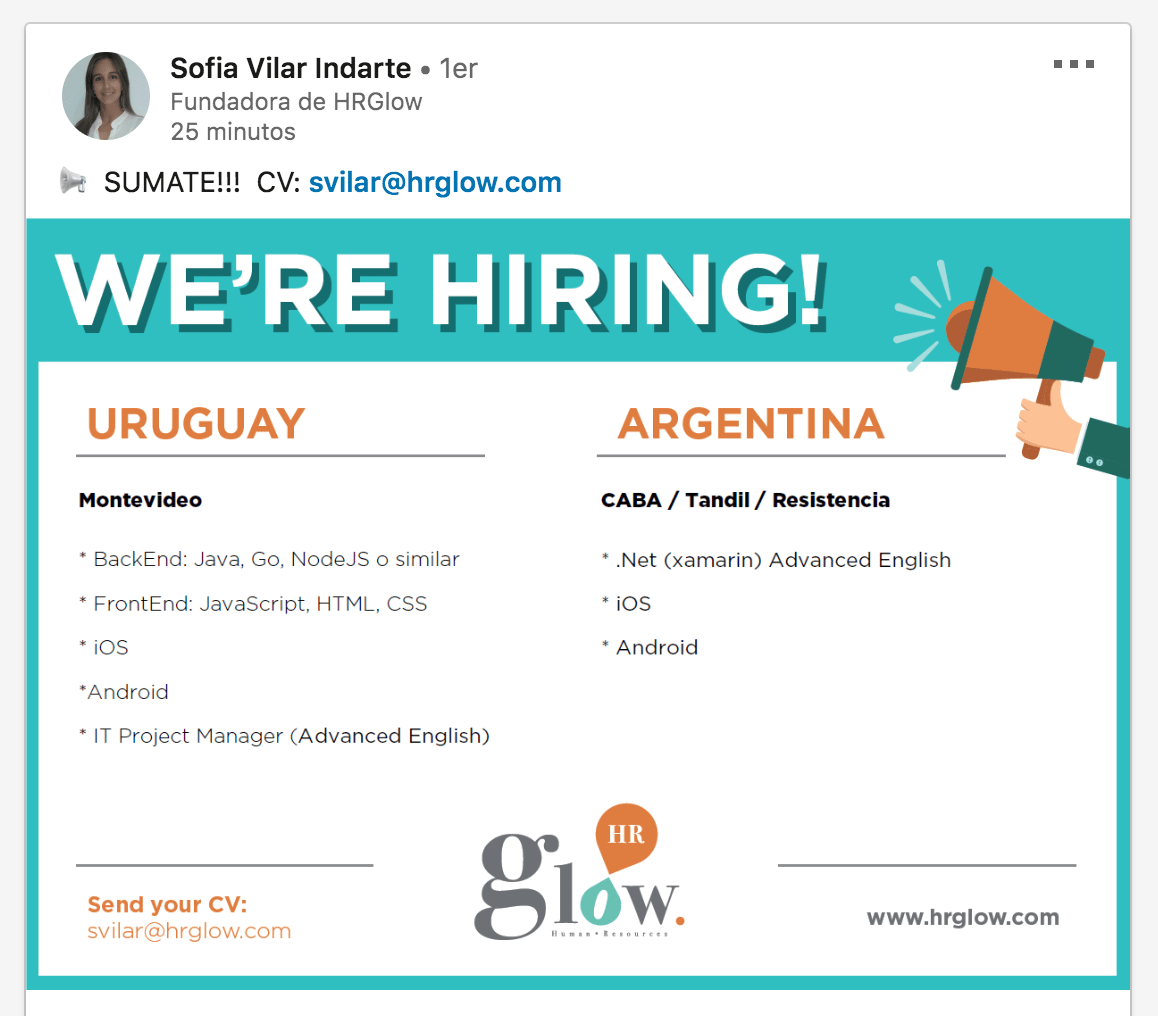 Sofia Vilar Indarte • 1er
Fundadora de HRGlow
25 minutos
SUMATE!!! CV: svilar@hrglow.com
WE'RE HIRING!
URUGUAY
Montevideo
* BackEnd: Java, Go, NodeJS o similar
* FrontEnd: JavaScript, HTML, CSS
* iOS
*Android
* IT Project Manager (Advanced English)
ARGENTINA
CABA / Tandil / Resistencia
* .Net (xamarin) Advanced English
* iOS
* Android
Send your CV:
svilar@hrglow.com
HR
glow.
Human • Resources
www.hrglow.com